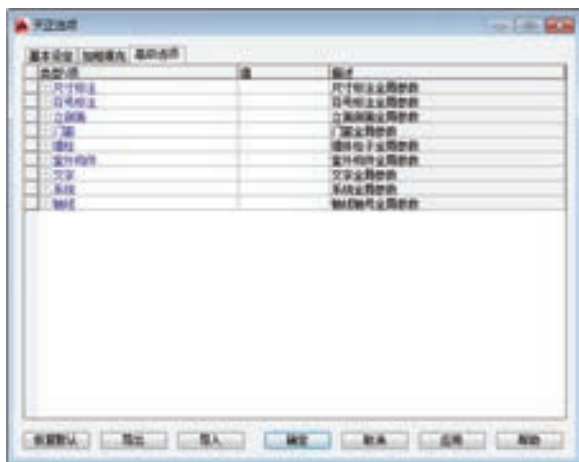 天正选项
基本设定 加粗填充 高级选项
类型\项 值 描述
尺寸标注 尺寸标注全局参数
符号标注 符号标注全局参数
立剖面 立面剖面全局参数
门窗 门窗全局参数
墙柱 墙体柱子全局参数
室外构件 室外构件全局参数
文字 文字全局参数
系统 系统全局参数
轴线 轴线轴号全局参数
恢复默认 导出 导入 确定 取消 应用 帮助